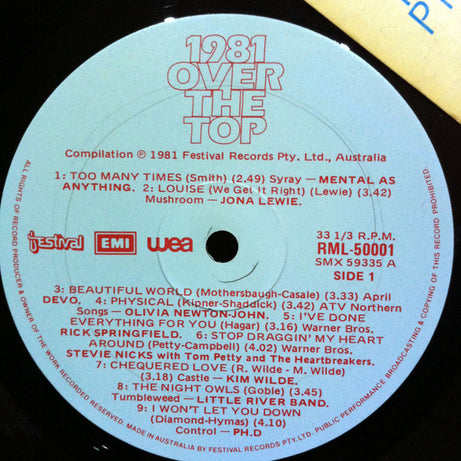 1981
OVER
THE
TOP
Compilation ℗ 1981 Festival Records Pty. Ltd., Australia
1: TOO MANY TIMES (Smith) (2.49) Syray — MENTAL AS
ANYTHING. 2: LOUISE (We Get It Right) (Lewie) (3.42)
Mushroom — JONA LEWIE.
festival EMI wea
33 1/3 R.P.M.
RML-50001
SMX 59335 A
SIDE 1
3: BEAUTIFUL WORLD (Mothersbaugh-Casale) (3.33) April
DEVO. 4: PHYSICAL (Kipner-Shaddick) (3.42) ATV Northern
Songs — OLIVIA NEWTON-JOHN. 5: I'VE DONE
EVERYTHING FOR YOU (Hagar) (3.16) Warner Bros.
RICK SPRINGFIELD. 6: STOP DRAGGIN' MY HEART
AROUND (Petty-Campbell) (4.02) Warner Bros.
STEVIE NICKS with Tom Petty and The Heartbreakers.
7: CHEQUERED LOVE (R. Wilde - M. Wilde)
(3.18) Castle — KIM WILDE.
8: THE NIGHT OWLS (Goble) (3.45)
Tumbleweed — LITTLE RIVER BAND.
9: I WON'T LET YOU DOWN
(Diamond-Hymas) (4.10)
Control — PH.D
ALL RIGHTS OF RECORD PRODUCER & OWNER OF THE WORK RECORDED RESERVED. MADE IN AUSTRALIA BY FESTIVAL RECORDS PTY. LTD. PUBLIC PERFORMANCE BROADCASTING & COPYING OF THIS RECORD PROHIBITED.